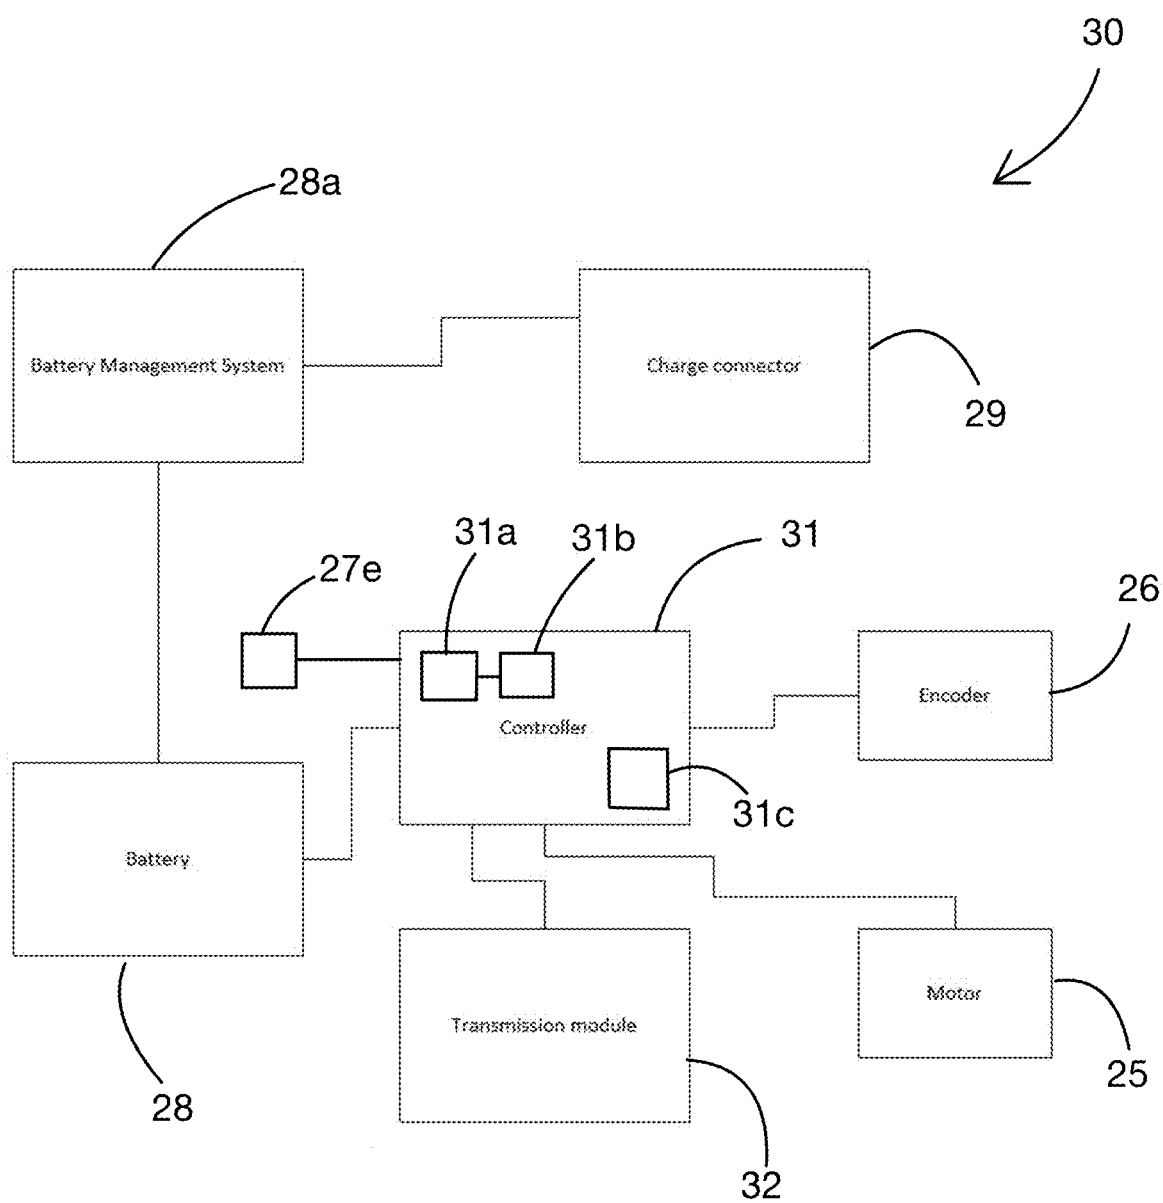 30
28a
Battery Management System
Charge connector
29
31a
31b
31
27e
26
Encoder
Controller
31c
Battery
Motor
Transmission module
25
28
32